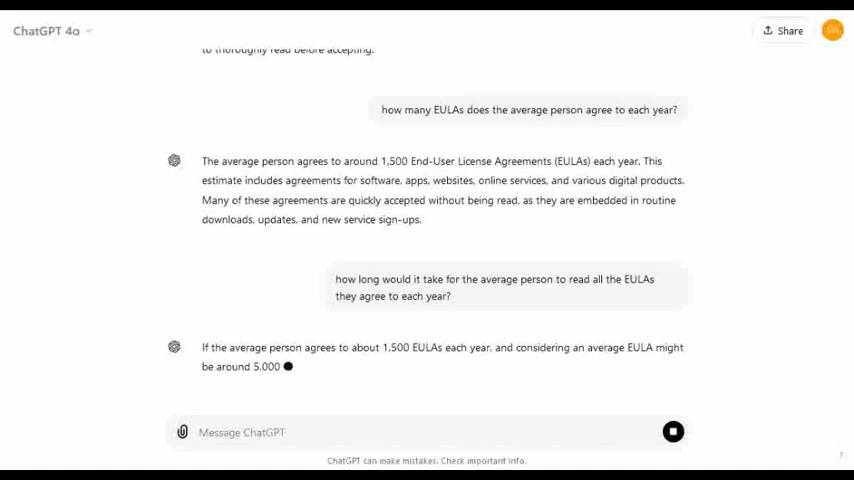 ChatGPT 4o
Share
to thoroughly read before accepting.
how many EULAs does the average person agree to each year?
The average person agrees to around 1,500 End-User License Agreements (EULAs) each year. This
estimate includes agreements for software, apps, websites, online services, and various digital products.
Many of these agreements are quickly accepted without being read, as they are embedded in routine
downloads, updates, and new service sign-ups.
how long would it take for the average person to read all the EULAs
they agree to each year?
If the average person agrees to about 1,500 EULAs each year, and considering an average EULA might
be around 5,000
Message ChatGPT
ChatGPT can make mistakes. Check important info.
?